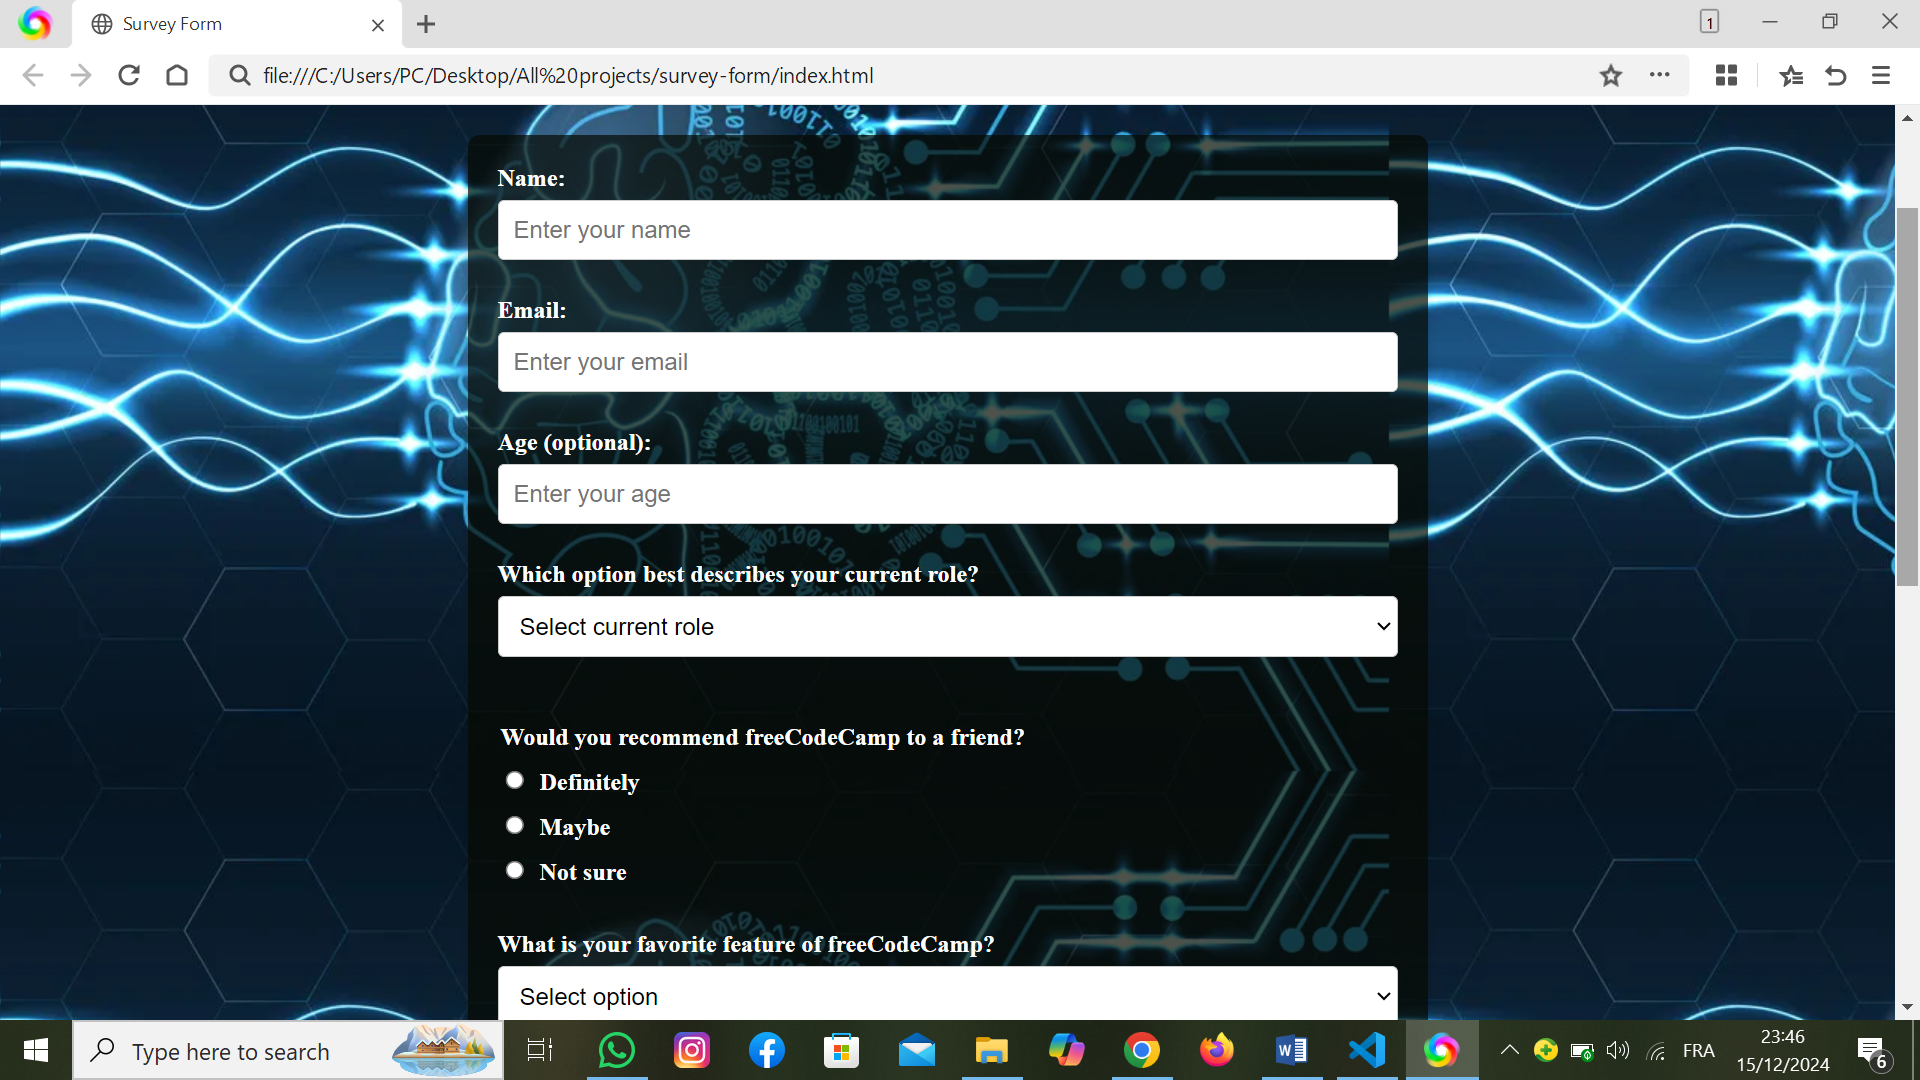 Survey Form
1
file:///C:/Users/PC/Desktop/All%20projects/survey-form/index.html
Name:
Enter your name
Email:
Enter your email
Age (optional):
Enter your age
Which option best describes your current role?
Select current role
Would you recommend freeCodeCamp to a friend?
Definitely
Maybe
Not sure
What is your favorite feature of freeCodeCamp?
Select option
Type here to search
FRA
23:46
15/12/2024
6